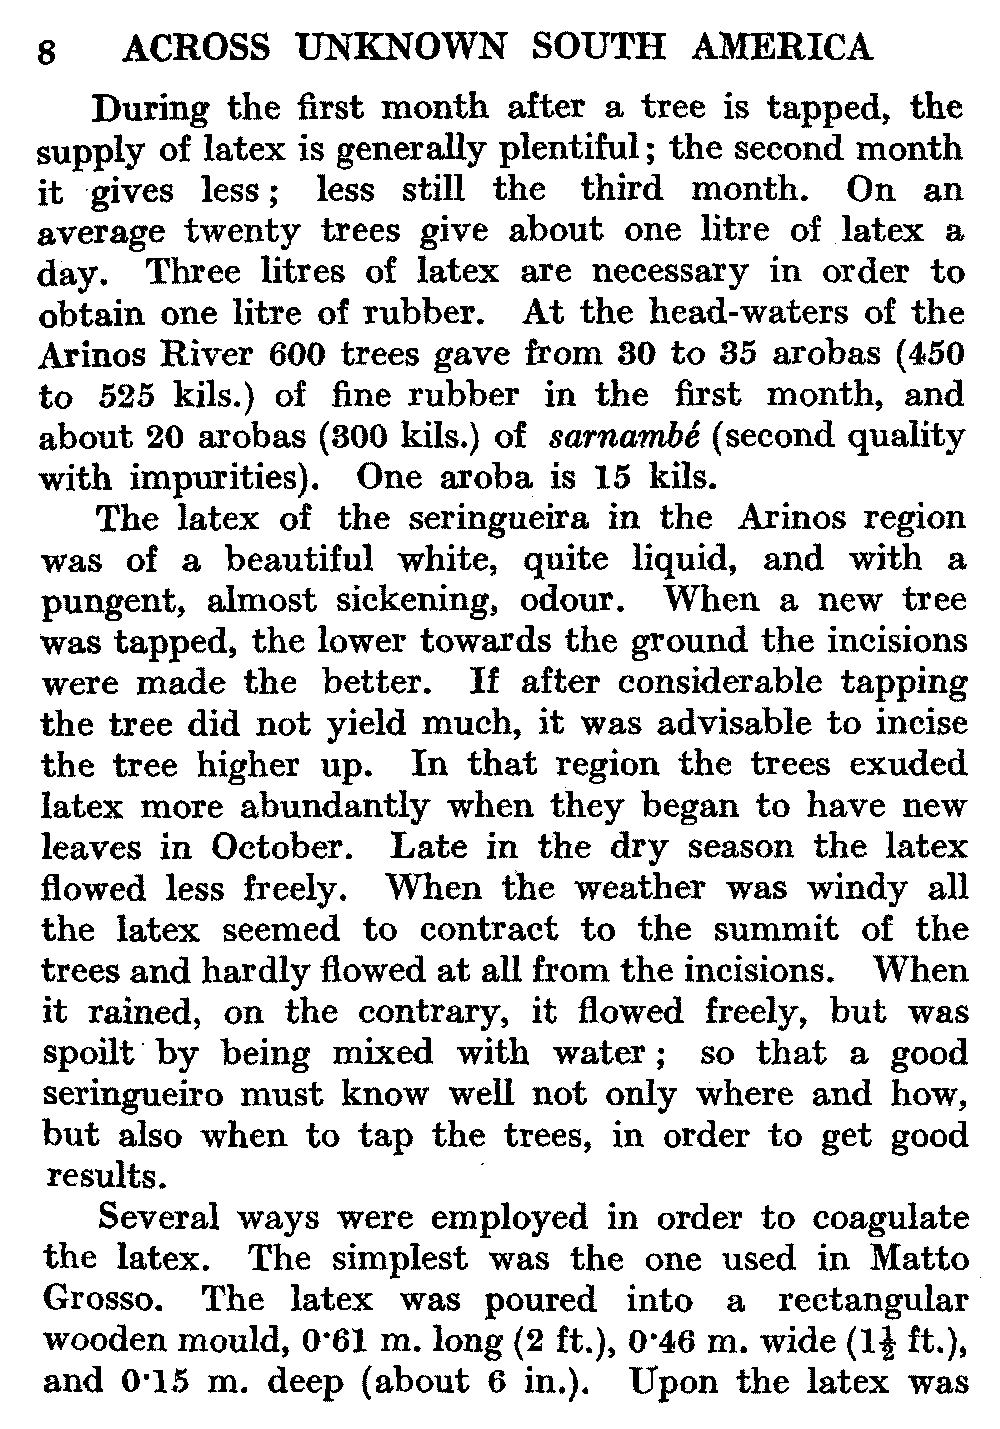 8 ACROSS UNKNOWN SOUTH AMERICA
During the first month after a tree is tapped, the
supply of latex is generally plentiful; the second month
it gives less; less still the third month. On an
average twenty trees give about one litre of latex a
day. Three litres of latex are necessary in order to
obtain one litre of rubber. At the head-waters of the
Arinos River 600 trees gave from 30 to 35 arobas (450
to 525 kils.) of fine rubber in the first month, and
about 20 arobas (300 kils.) of sarnambé (second quality
with impurities). One aroba is 15 kils.
The latex of the seringueira in the Arinos region
was of a beautiful white, quite liquid, and with a
pungent, almost sickening, odour. When a new tree
was tapped, the lower towards the ground the incisions
were made the better. If after considerable tapping
the tree did not yield much, it was advisable to incise
the tree higher up. In that region the trees exuded
latex more abundantly when they began to have new
leaves in October. Late in the dry season the latex
flowed less freely. When the weather was windy all
the latex seemed to contract to the summit of the
trees and hardly flowed at all from the incisions. When
it rained, on the contrary, it flowed freely, but was
spoilt by being mixed with water; so that a good
seringueiro must know well not only where and how,
but also when to tap the trees, in order to get good
results.
Several ways were employed in order to coagulate
the latex. The simplest was the one used in Matto
Grosso. The latex was poured into a rectangular
wooden mould, 0·61 m. long (2 ft.), 0·46 m. wide (1½ ft.),
and 0·15 m. deep (about 6 in.). Upon the latex was